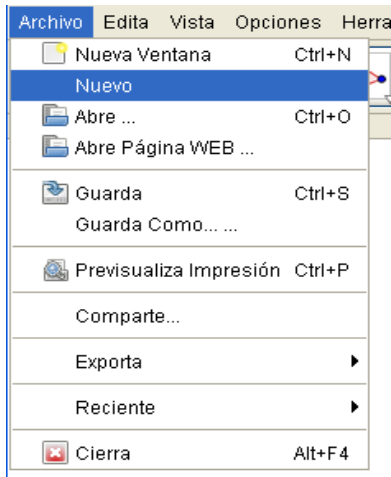 Archivo Edita Vista Opciones Herra
Nueva Ventana Ctrl+N
Nuevo
Abre ... Ctrl+O
Abre Página WEB ...
Guarda Ctrl+S
Guarda Como... ...
Previsualiza Impresión Ctrl+P
Comparte...
Exporta
Reciente
Cierra Alt+F4